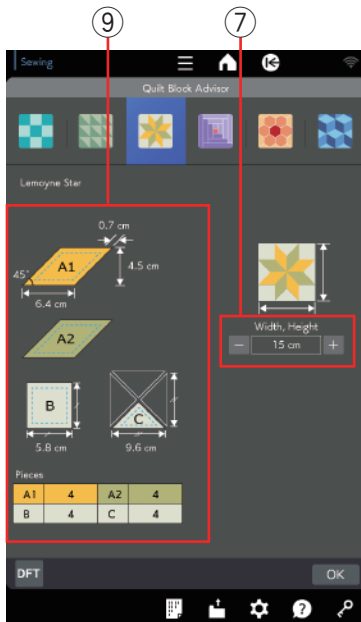 ⑨ ⑦
Sewing
Quilt Block Advisor
Lemoyne Star
0.7 cm
A1
4.5 cm
45°
6.4 cm
A2
B
C
5.8 cm
9.6 cm
Width, Height
− 15 cm +
Pieces
A1 4 A2 4
B 4 C 4
DFT
OK
?